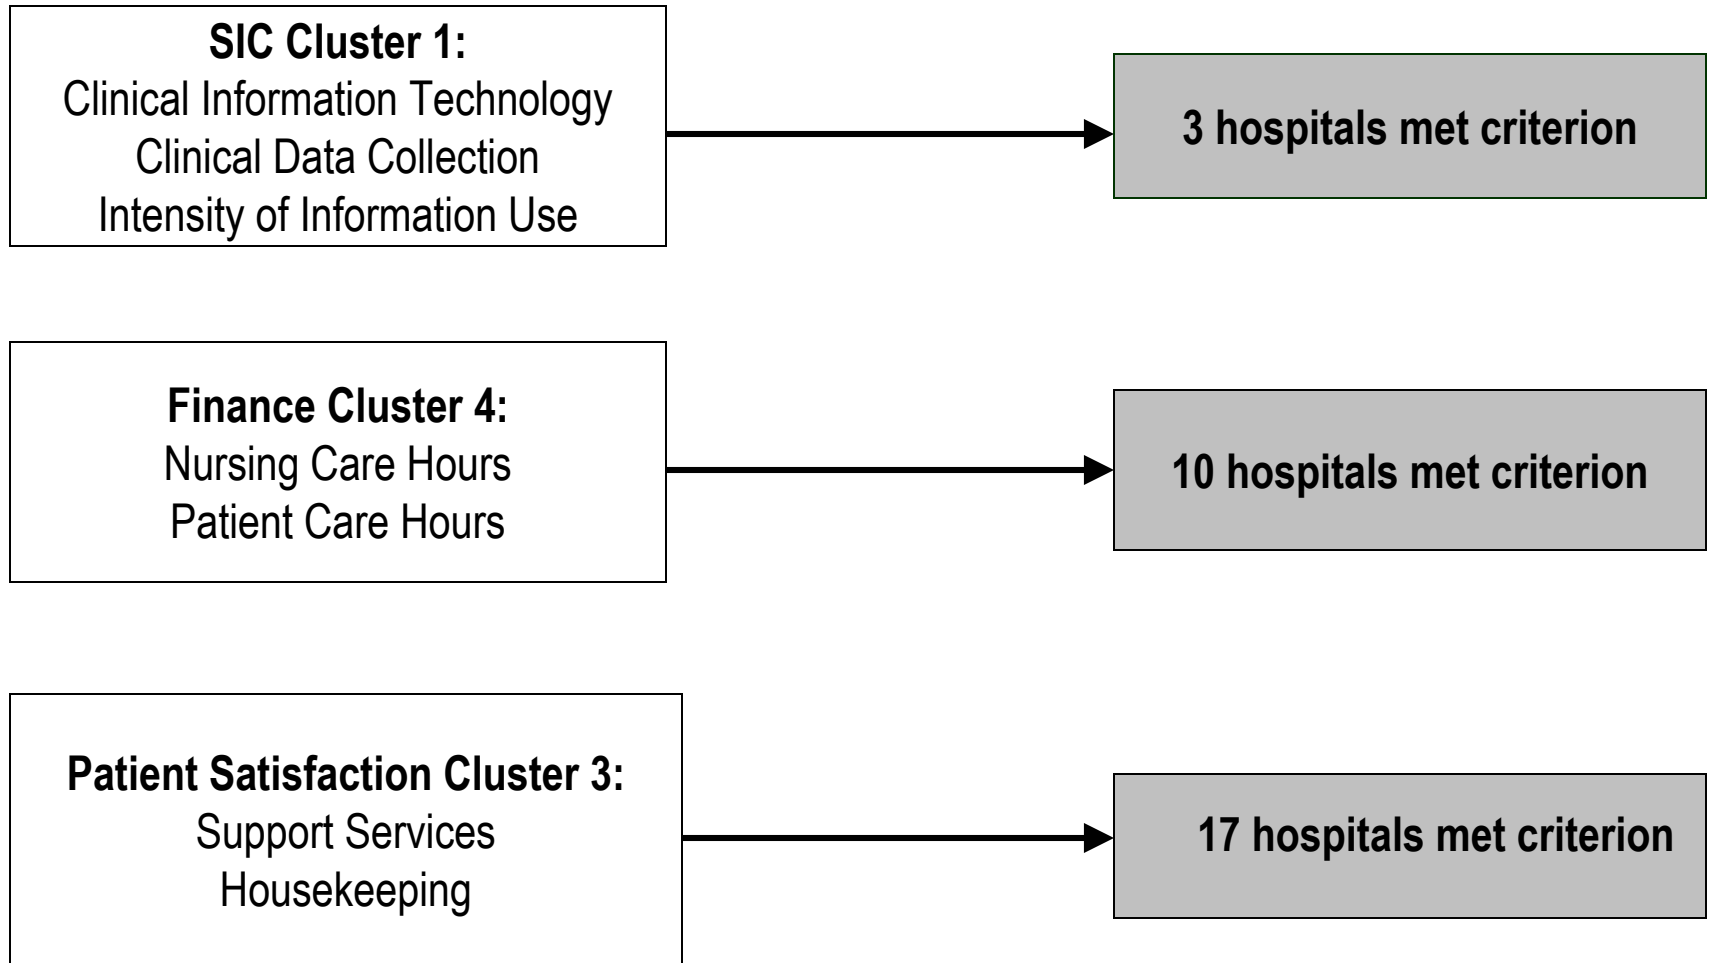 SIC Cluster 1:
Clinical Information Technology
Clinical Data Collection
Intensity of Information Use
3 hospitals met criterion
Finance Cluster 4:
Nursing Care Hours
Patient Care Hours
10 hospitals met criterion
Patient Satisfaction Cluster 3:
Support Services
Housekeeping
17 hospitals met criterion